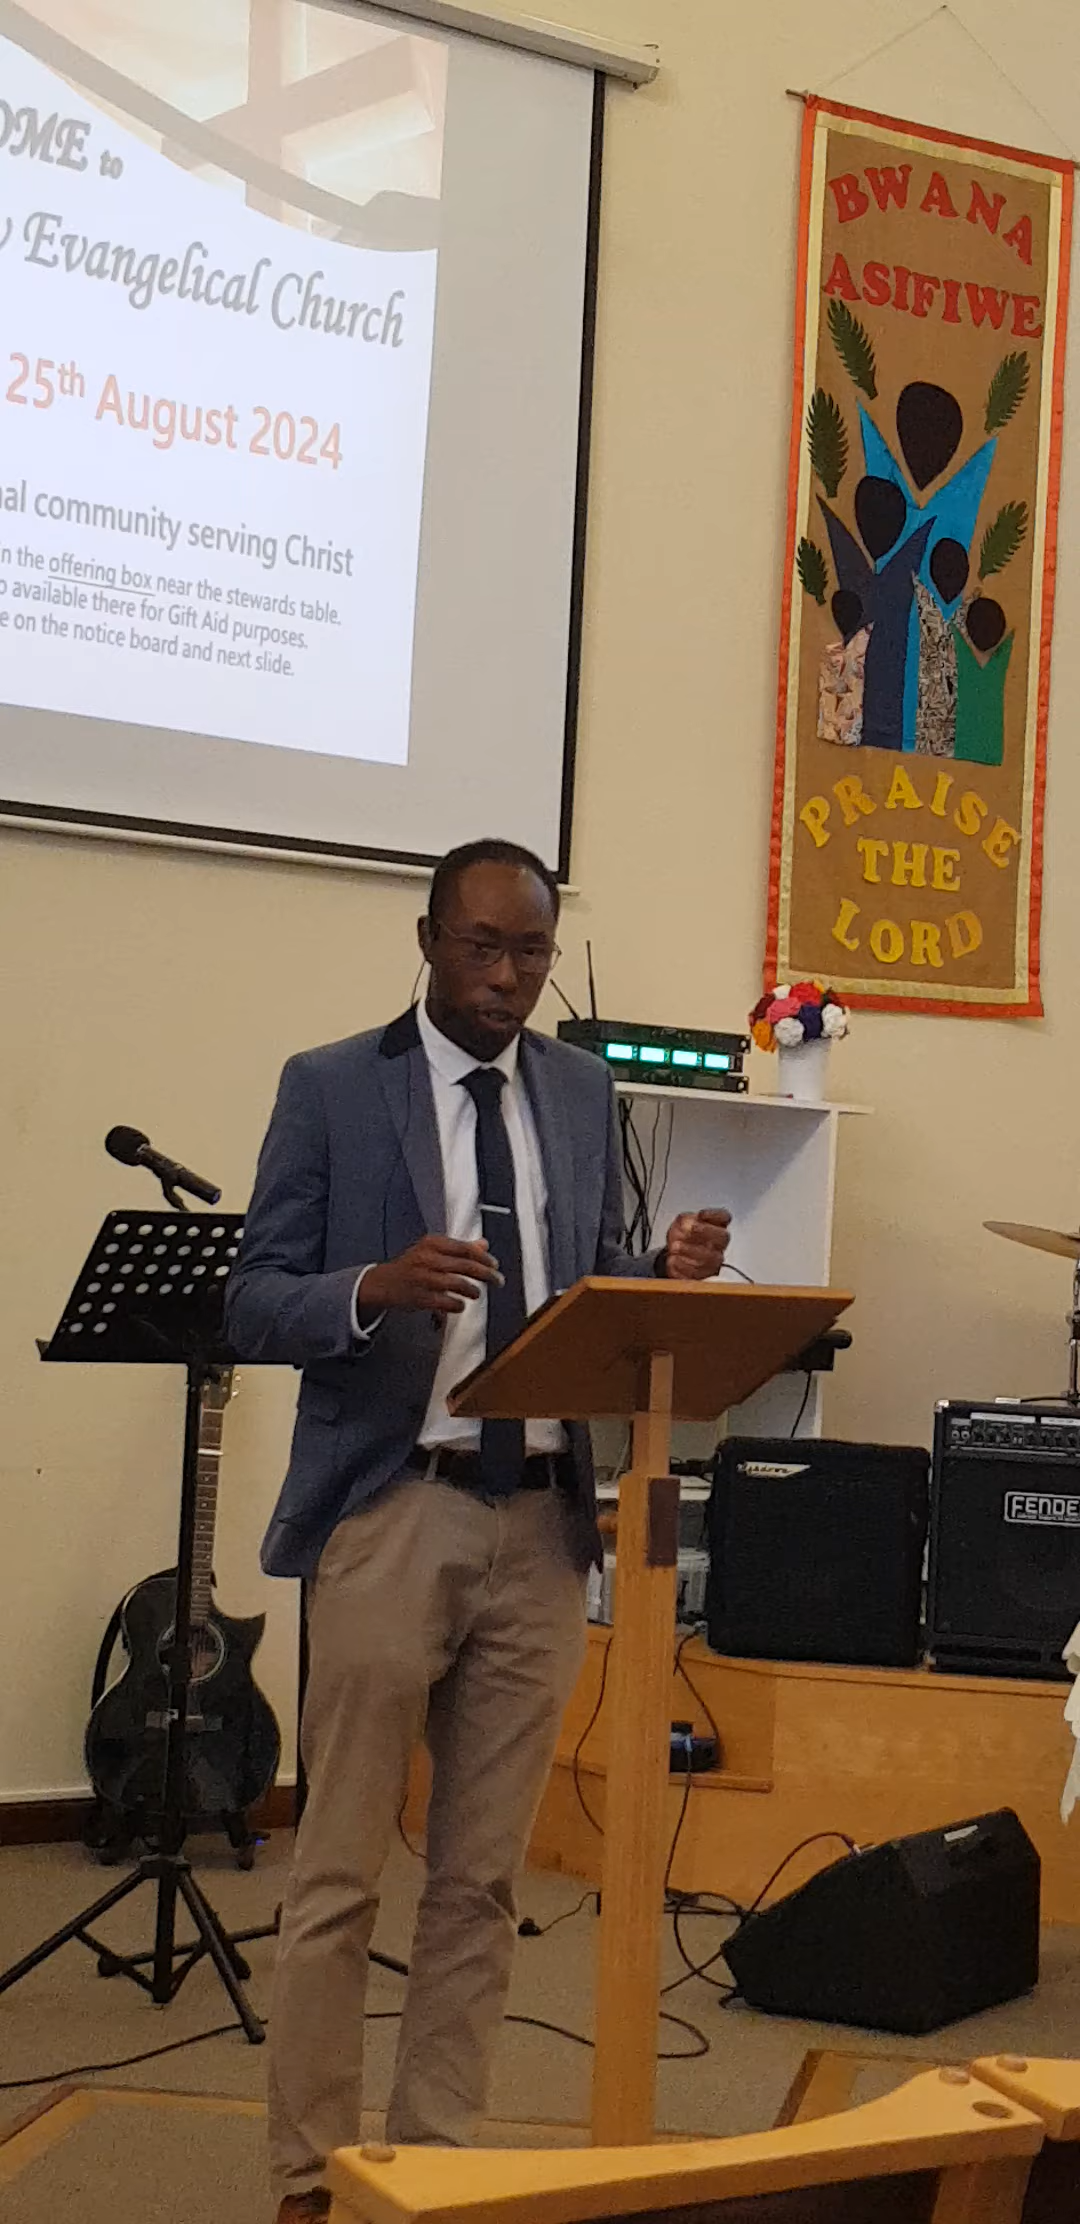 OME to
Evangelical Church
25th August 2024
al community serving Christ
n the offering box near the stewards table.
available there for Gift Aid purposes.
e on the notice board and next slide.
BWANA
ASIFIWE
PRAISE
THE
LORD
FENDE